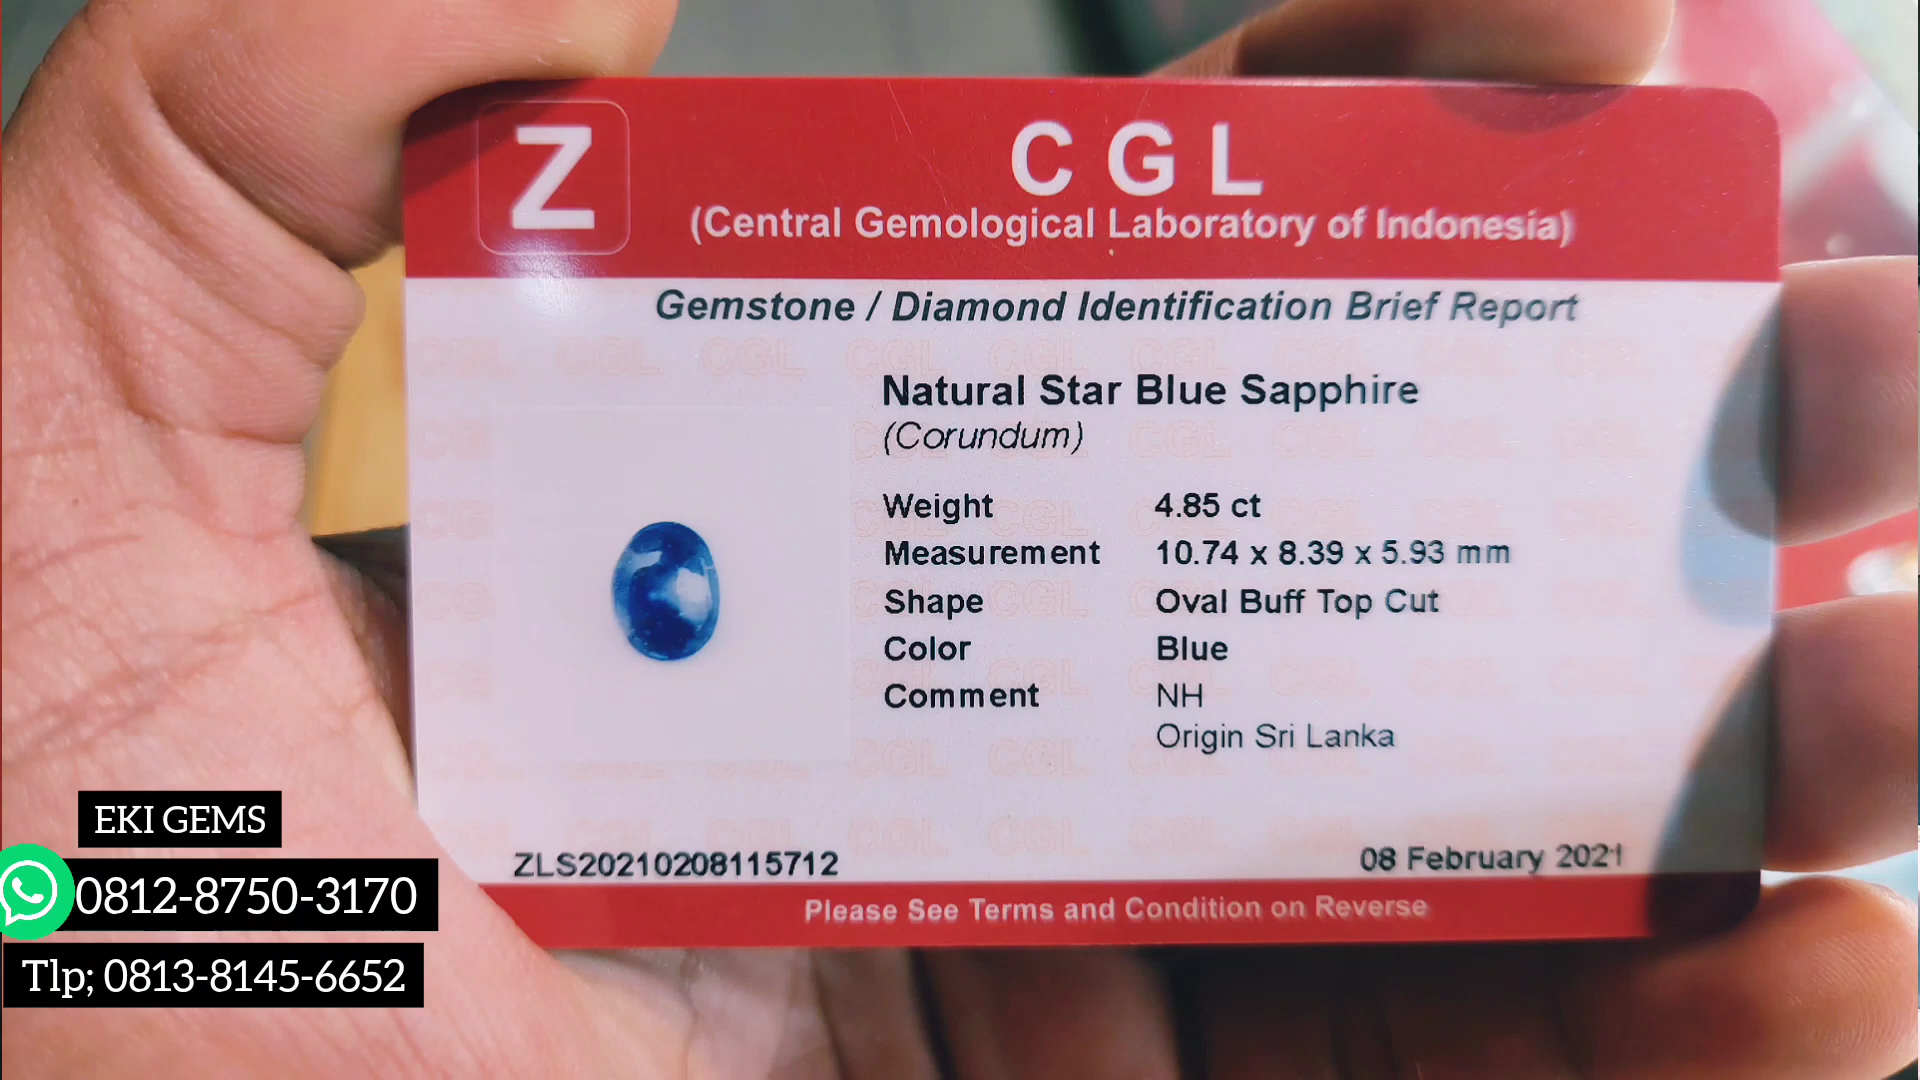 Z
C G L
(Central Gemological Laboratory of Indonesia)
Gemstone / Diamond Identification Brief Report
Natural Star Blue Sapphire
(Corundum)
Weight 4.85 ct
Measurement 10.74 x 8.39 x 5.93 mm
Shape Oval Buff Top Cut
Color Blue
Comment NH
Origin Sri Lanka
ZLS20210208115712 08 February 2021
Please See Terms and Condition on Reverse
EKI GEMS
0812-8750-3170
Tlp; 0813-8145-6652